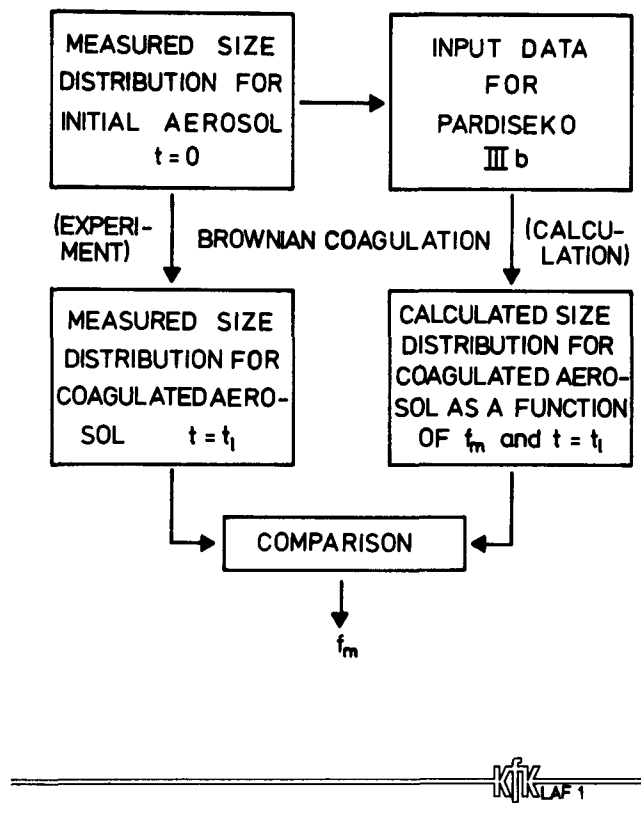 MEASURED SIZE
DISTRIBUTION FOR
INITIAL AEROSOL
t = 0
INPUT DATA
FOR
PARDISEKO
III b
(EXPERI-
MENT)
BROWNIAN COAGULATION
(CALCU-
LATION)
MEASURED SIZE
DISTRIBUTION FOR
COAGULATED AERO-
SOL t = t₁
CALCULATED SIZE
DISTRIBUTION FOR
COAGULATED AERO-
SOL AS A FUNCTION
OF fₘ and t = t₁
COMPARISON
fₘ
KfK
LAF 1